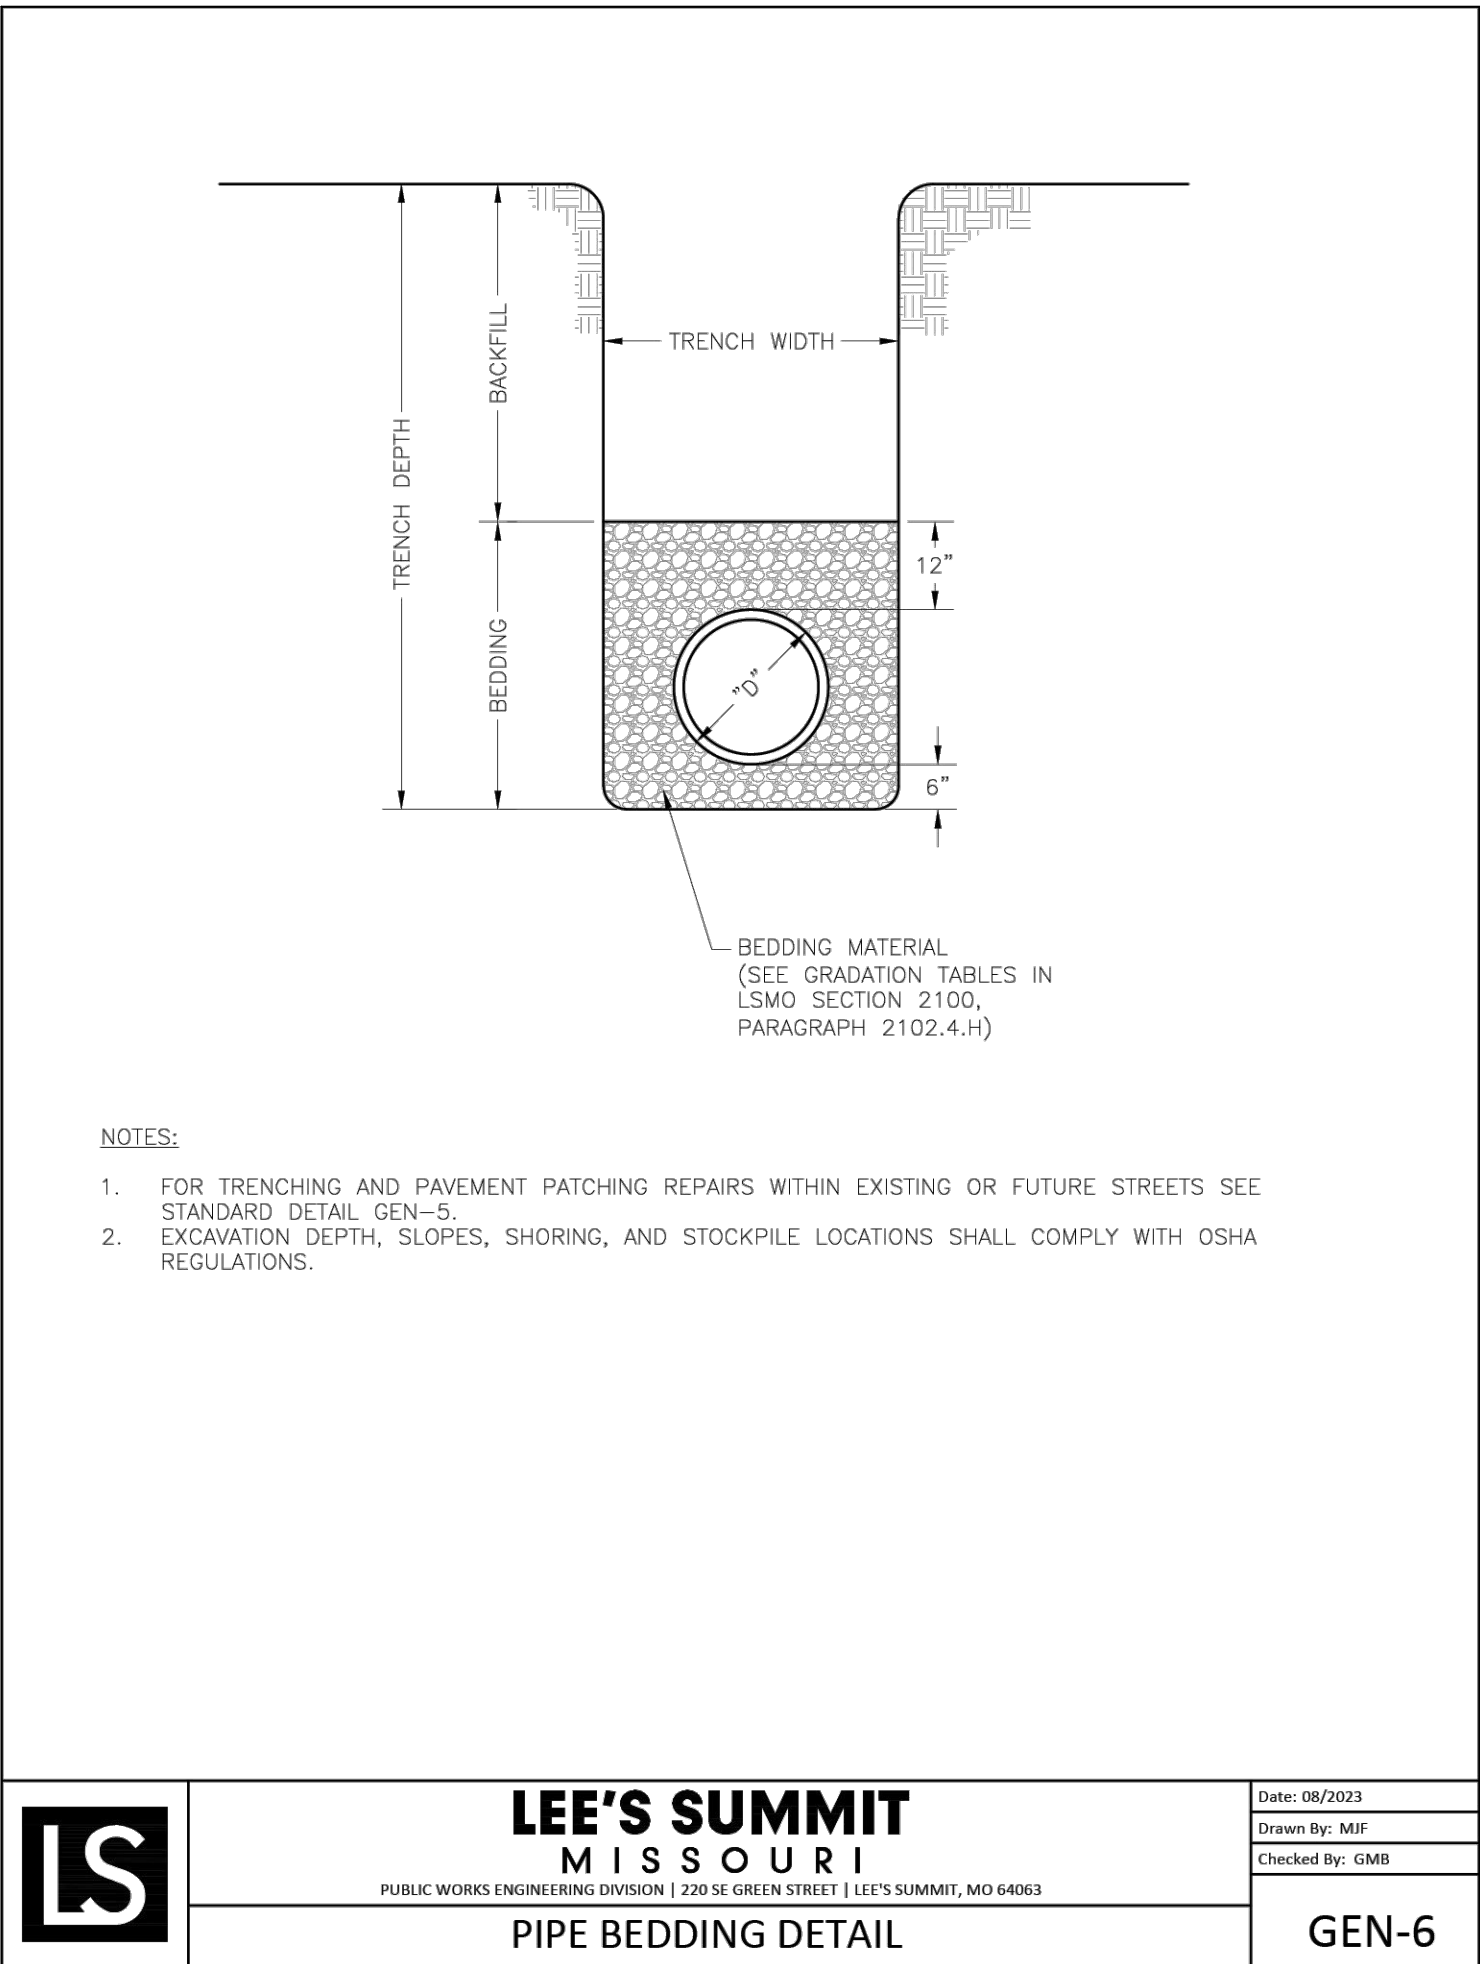 TRENCH DEPTH
BACKFILL
BEDDING
TRENCH WIDTH
12”
”D”
6”
BEDDING MATERIAL
(SEE GRADATION TABLES IN
LSMO SECTION 2100,
PARAGRAPH 2102.4.H)
NOTES:
1. FOR TRENCHING AND PAVEMENT PATCHING REPAIRS WITHIN EXISTING OR FUTURE STREETS SEE
STANDARD DETAIL GEN–5.
2. EXCAVATION DEPTH, SLOPES, SHORING, AND STOCKPILE LOCATIONS SHALL COMPLY WITH OSHA
REGULATIONS.
LS
LEE'S SUMMIT
MISSOURI
PUBLIC WORKS ENGINEERING DIVISION | 220 SE GREEN STREET | LEE'S SUMMIT, MO 64063
PIPE BEDDING DETAIL
Date: 08/2023
Drawn By: MJF
Checked By: GMB
GEN-6